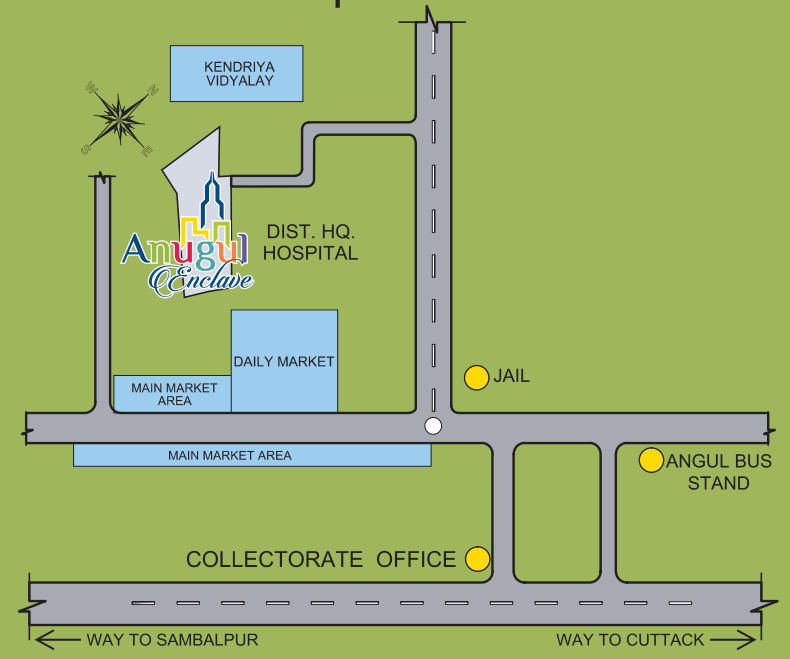 KENDRIYA
VIDYALAY
W
N
S
E
Anugul
Enclave
DIST. HQ.
HOSPITAL
DAILY MARKET
MAIN MARKET
AREA
JAIL
MAIN MARKET AREA
ANGUL BUS
STAND
COLLECTORATE OFFICE
WAY TO SAMBALPUR
WAY TO CUTTACK